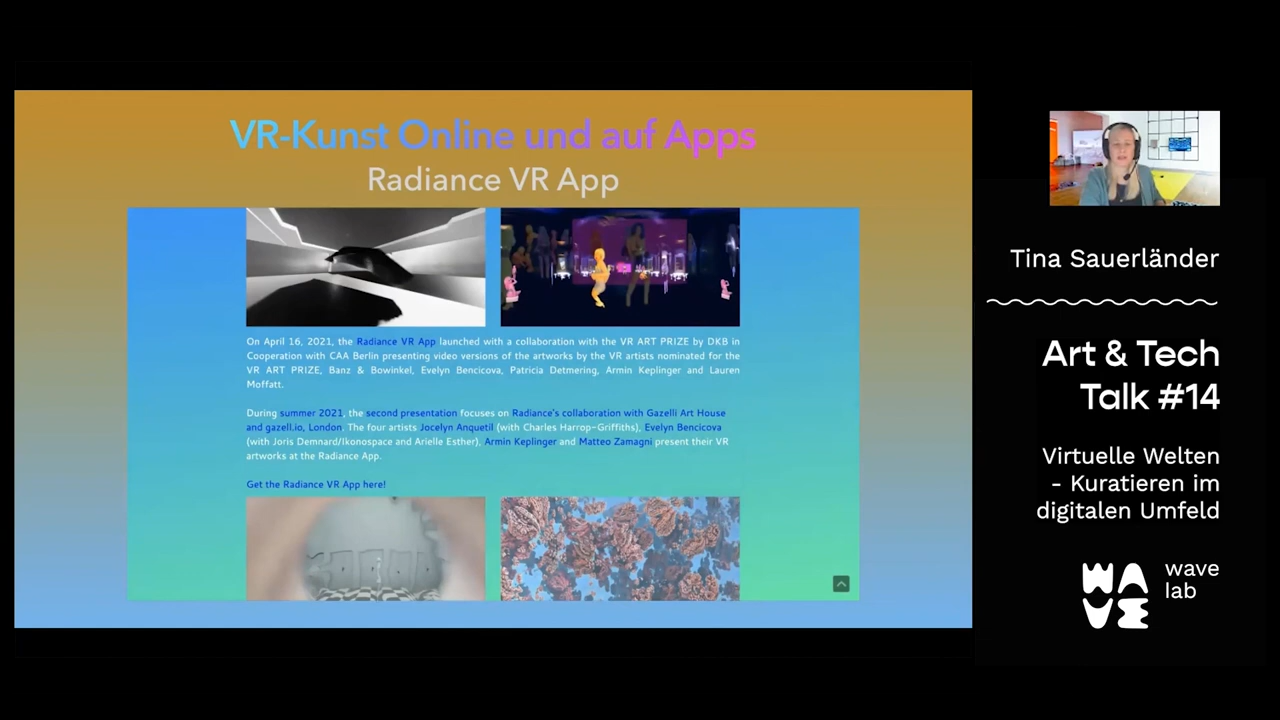 VR-Kunst Online und auf Apps
Radiance VR App
On April 16, 2021, the Radiance VR App launched with a collaboration with the VR ART PRIZE by DKB in
Cooperation with CAA Berlin presenting video versions of the artworks by the VR artists nominated for the
VR ART PRIZE, Banz & Bowinkel, Evelyn Bencicova, Patricia Detmering, Armin Keplinger and Lauren
Moffatt.
During summer 2021, the second presentation focuses on Radiance's collaboration with Gazelli Art House
and gazell.io, London. The four artists Jocelyn Anquetil (with Charles Harrop-Griffiths), Evelyn Bencicova
(with Joris Demnard/Ikonospace and Arielle Esther), Armin Keplinger and Matteo Zamagni present their VR
artworks at the Radiance App.
Get the Radiance VR App here!
Tina Sauerländer
Art & Tech
Talk #14
Virtuelle Welten
- Kuratieren im
digitalen Umfeld
WAVE
wave
lab